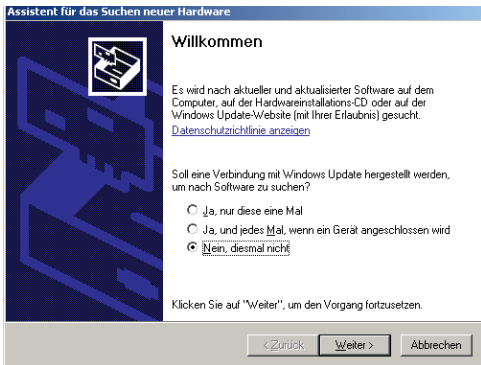 Assistent für das Suchen neuer Hardware
Willkommen
Es wird nach aktueller und aktualisierter Software auf dem
Computer, auf der Hardwareinstallations-CD oder auf der
Windows Update-Website (mit Ihrer Erlaubnis) gesucht.
Datenschutzrichtlinie anzeigen
Soll eine Verbindung mit Windows Update hergestellt werden,
um nach Software zu suchen?
Ja, nur diese eine Mal
Ja, und jedes Mal, wenn ein Gerät angeschlossen wird
Nein, diesmal nicht
Klicken Sie auf "Weiter", um den Vorgang fortzusetzen.
< Zurück Weiter > Abbrechen